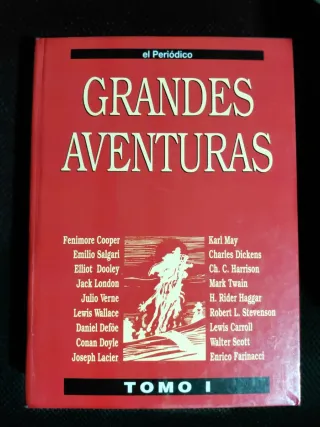 el Periódico
GRANDES
AVENTURAS
Fenimore Cooper
Emilio Salgari
Elliot Dooley
Jack London
Julio Verne
Lewis Wallace
Daniel Defoë
Conan Doyle
Joseph Lacier
Karl May
Charles Dickens
Ch. C. Harrison
Mark Twain
H. Rider Haggar
Robert L. Stevenson
Lewis Carroll
Walter Scott
Enrico Farinacci
TOMO I